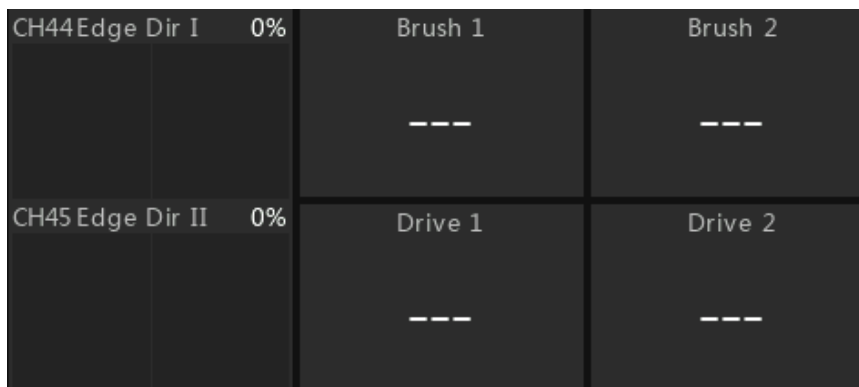 CH44 Edge Dir I 0%
Brush 1
Brush 2
---
---
CH45 Edge Dir II 0%
Drive 1
Drive 2
---
---